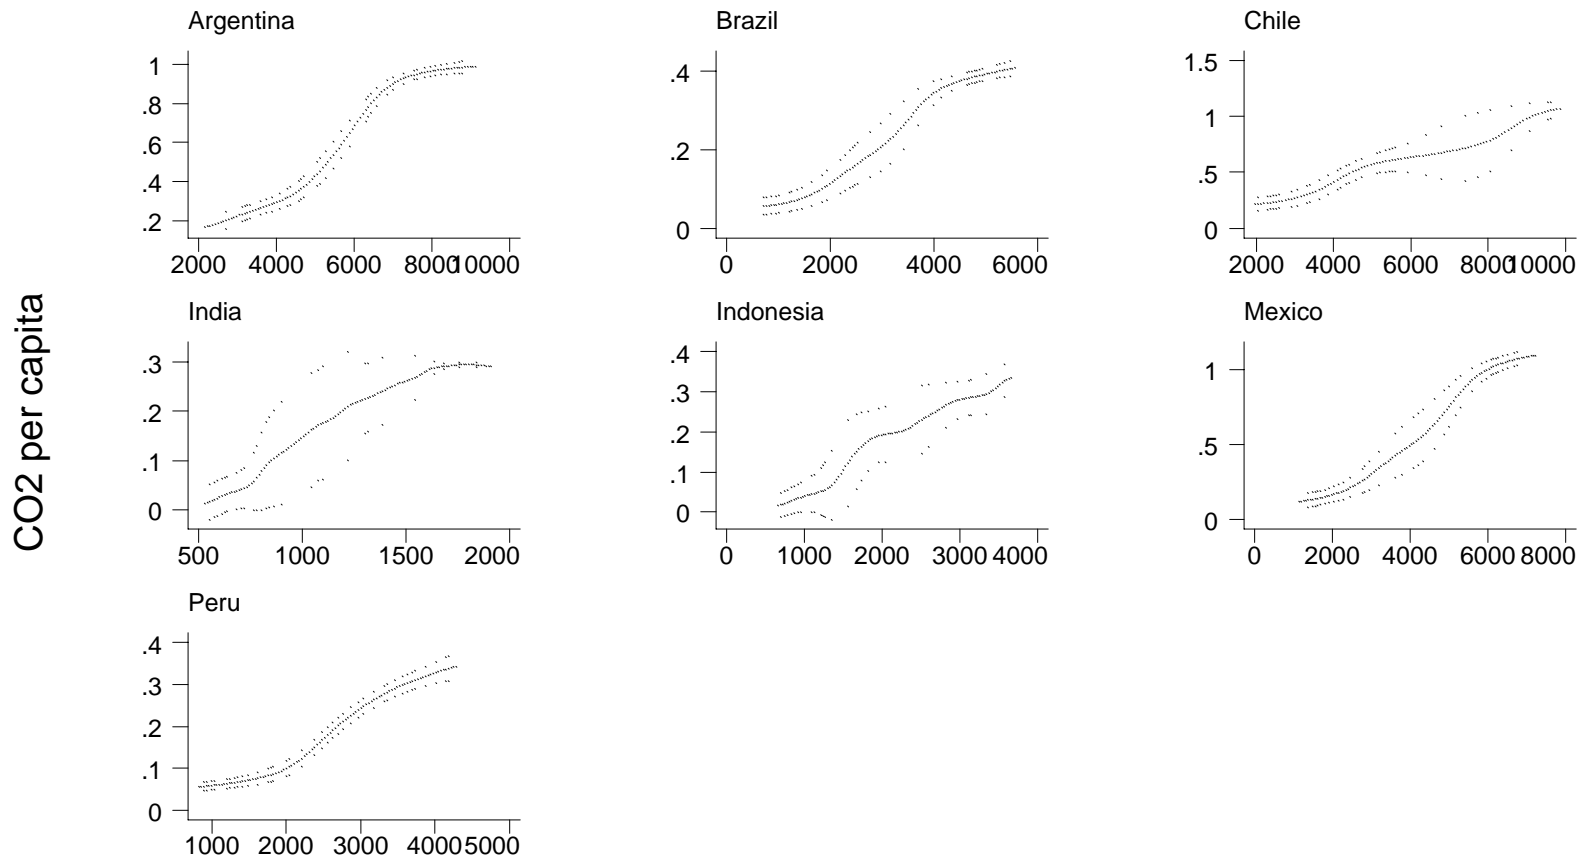 Argentina
Brazil
Chile
1
.8
.6
.4
.2
2000 4000 6000 8000 10000
.4
.2
0
0 2000 4000 6000
1.5
1
.5
0
2000 4000 6000 8000 10000
CO2 per capita
India
Indonesia
Mexico
.3
.2
.1
0
500 1000 1500 2000
.4
.3
.2
.1
0
0 1000 2000 3000 4000
1
.5
0
0 2000 4000 6000 8000
Peru
.4
.3
.2
.1
0
1000 2000 3000 4000 5000